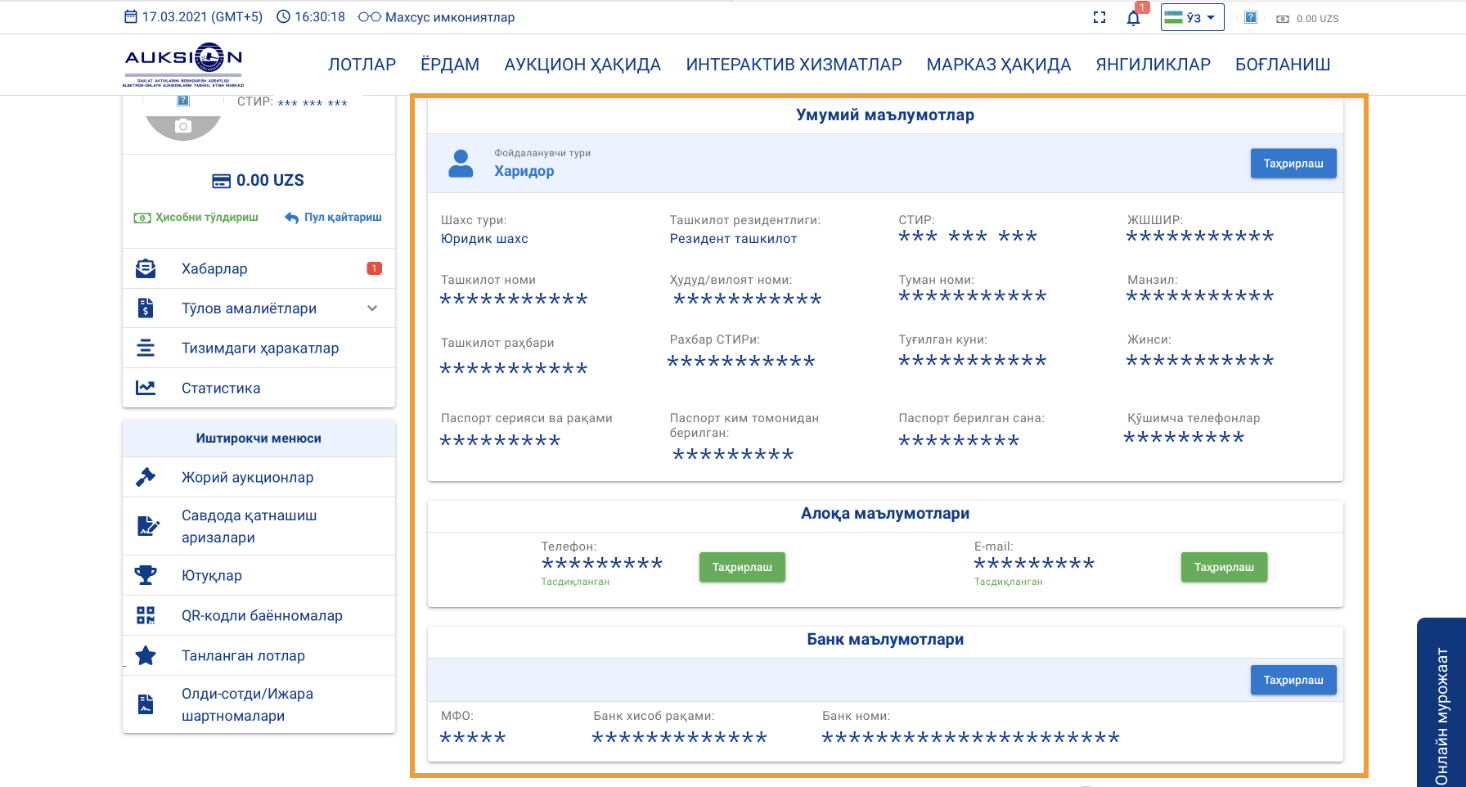 17.03.2021 (GMT+5) 16:30:18 Махсус имкониятлар 1 ЎЗ 0.00 UZS
AUKSION
DAVLAT AKTIVLARINI BOSHQARISH AGENTLIGI
ELEKTRON-ONLAYN AUKSIONLARNI TASHKIL ETISH MARKAZI
ЛОТЛАР ЁРДАМ АУКЦИОН ҲАҚИДА ИНТЕРАКТИВ ХИЗМАТЛАР МАРКАЗ ҲАҚИДА ЯНГИЛИКЛАР БОҒЛАНИШ
СТИР: *** *** ***
0.00 UZS
Ҳисобни тўлдириш Пул қайтариш
Хабарлар 1
Тўлов амалиётлари
Тизимдаги ҳаракатлар
Статистика
Иштирокчи менюси
Жорий аукционлар
Савдода қатнашиш
аризалари
Ютуқлар
QR-кодли баённомалар
Танланган лотлар
Олди-сотди/Ижара
шартномалари
Умумий маълумотлар
Фойдаланувчи тури
Харидор
Таҳрирлаш
Шахс тури: Ташкилот резидентлиги: СТИР: ЖШШИР:
Юридик шахс Резидент ташкилот *** *** *** ***********
Ташкилот номи Ҳудуд/вилоят номи: Туман номи: Манзил:
*********** *********** *********** ***********
Ташкилот раҳбари Рахбар СТИРи: Туғилган куни: Жинси:
*********** *********** *********** ***********
Паспорт серияси ва рақами Паспорт ким томонидан Паспорт берилган сана: Қўшимча телефонлар
берилган:
********* ********* ********* *********
Алоқа маълумотлари
Телефон: E-mail:
********* Таҳрирлаш ********* Таҳрирлаш
Тасдиқланган Тасдиқланган
Банк маълумотлари
Таҳрирлаш
МФО: Банк хисоб рақами: Банк номи:
***** ************* **********************
Онлайн мурожаат